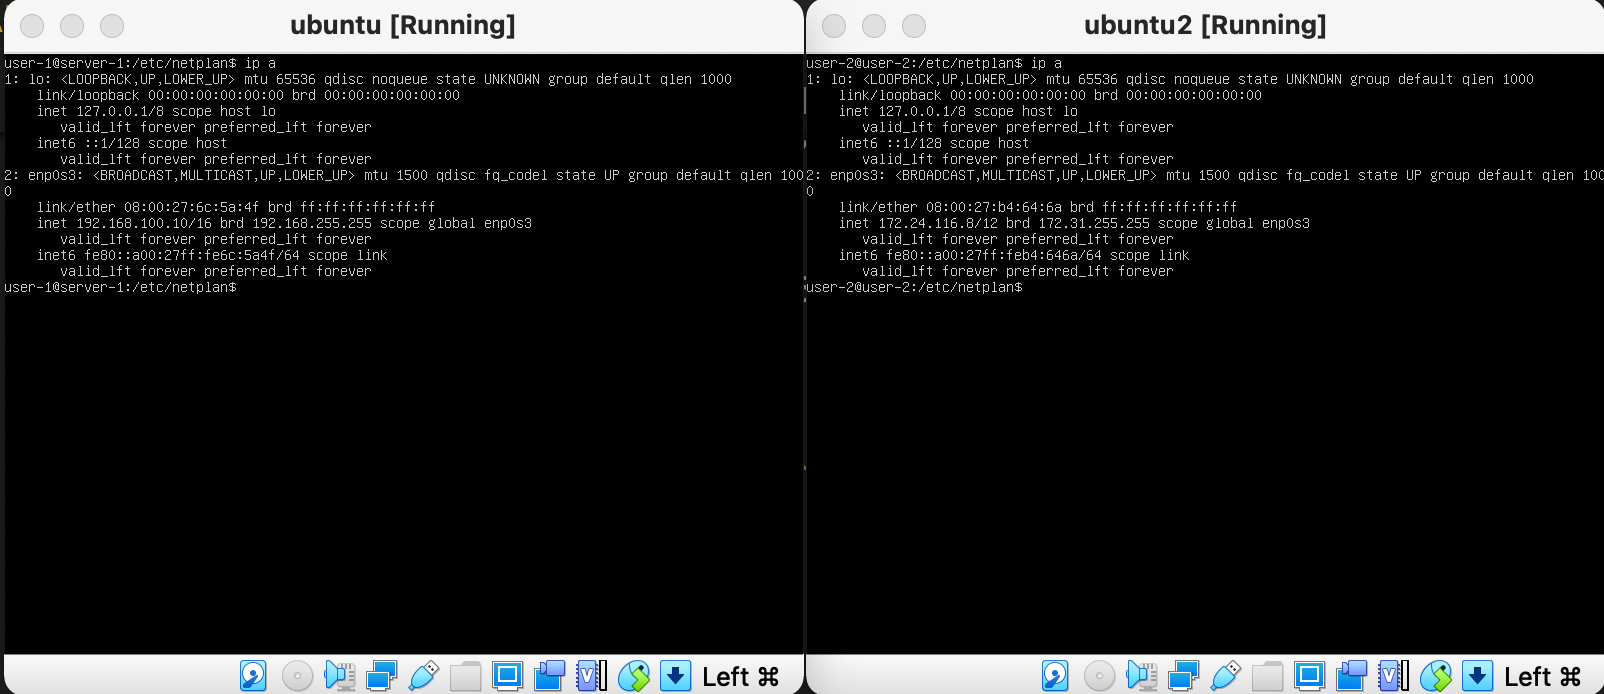 ubuntu [Running]
user-1@server-1:/etc/netplan$ ip a
1: lo: <LOOPBACK,UP,LOWER_UP> mtu 65536 qdisc noqueue state UNKNOWN group default qlen 1000
    link/loopback 00:00:00:00:00:00 brd 00:00:00:00:00:00
    inet 127.0.0.1/8 scope host lo
       valid_lft forever preferred_lft forever
    inet6 ::1/128 scope host
       valid_lft forever preferred_lft forever
2: enp0s3: <BROADCAST,MULTICAST,UP,LOWER_UP> mtu 1500 qdisc fq_codel state UP group default qlen 100
0
    link/ether 08:00:27:6c:5a:4f brd ff:ff:ff:ff:ff:ff
    inet 192.168.100.10/16 brd 192.168.255.255 scope global enp0s3
       valid_lft forever preferred_lft forever
    inet6 fe80::a00:27ff:fe6c:5a4f/64 scope link
       valid_lft forever preferred_lft forever
user-1@server-1:/etc/netplan$
Left ⌘
ubuntu2 [Running]
user-2@user-2:/etc/netplan$ ip a
1: lo: <LOOPBACK,UP,LOWER_UP> mtu 65536 qdisc noqueue state UNKNOWN group default qlen 1000
    link/loopback 00:00:00:00:00:00 brd 00:00:00:00:00:00
    inet 127.0.0.1/8 scope host lo
       valid_lft forever preferred_lft forever
    inet6 ::1/128 scope host
       valid_lft forever preferred_lft forever
2: enp0s3: <BROADCAST,MULTICAST,UP,LOWER_UP> mtu 1500 qdisc fq_codel state UP group default qlen 100
0
    link/ether 08:00:27:b4:64:6a brd ff:ff:ff:ff:ff:ff
    inet 172.24.116.8/12 brd 172.31.255.255 scope global enp0s3
       valid_lft forever preferred_lft forever
    inet6 fe80::a00:27ff:feb4:646a/64 scope link
       valid_lft forever preferred_lft forever
user-2@user-2:/etc/netplan$
Left ⌘